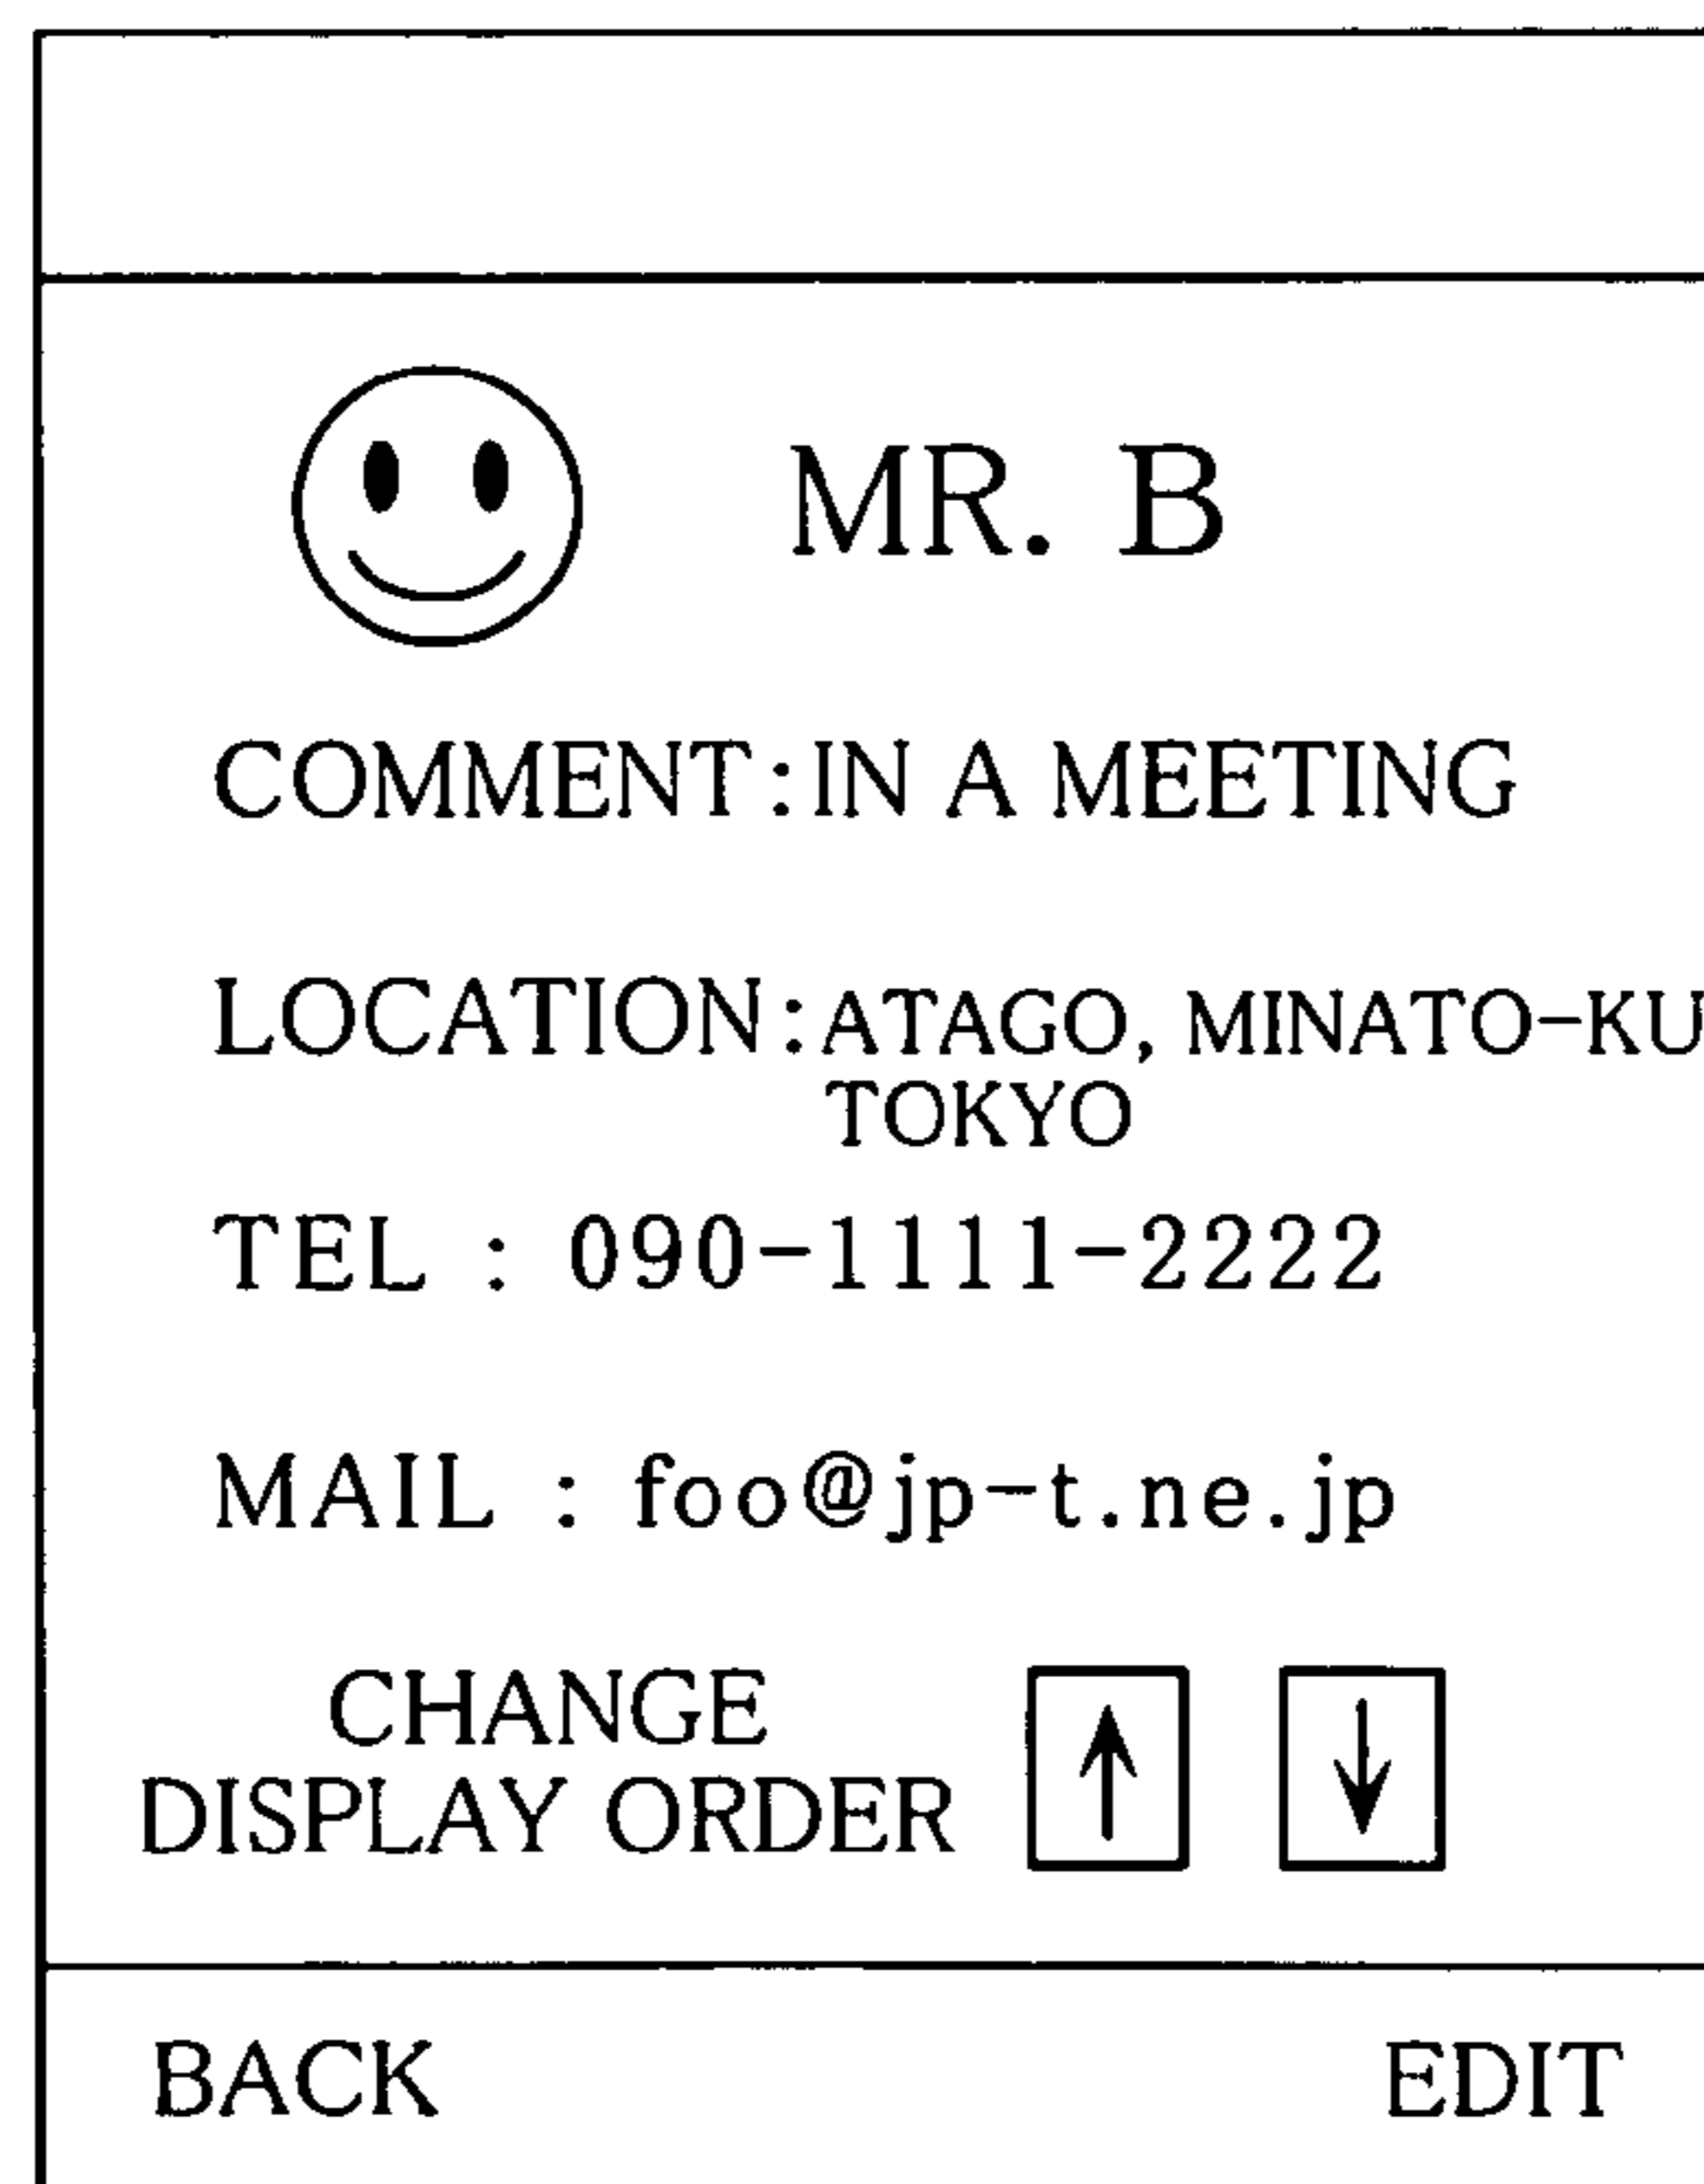 MR. B
COMMENT:IN A MEETING
LOCATION:ATAGO, MINATO-KU
TOKYO
TEL : 090-1111-2222
MAIL : foo@jp-t.ne.jp
CHANGE
DISPLAY ORDER ↑ ↓
BACK EDIT